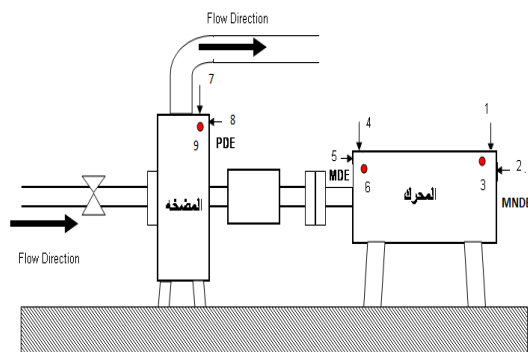 Flow Direction
7
8
9
PDE
المضخه
4
1
5
MDE
6
المحرك
3
2 .
MNDE
Flow Direction